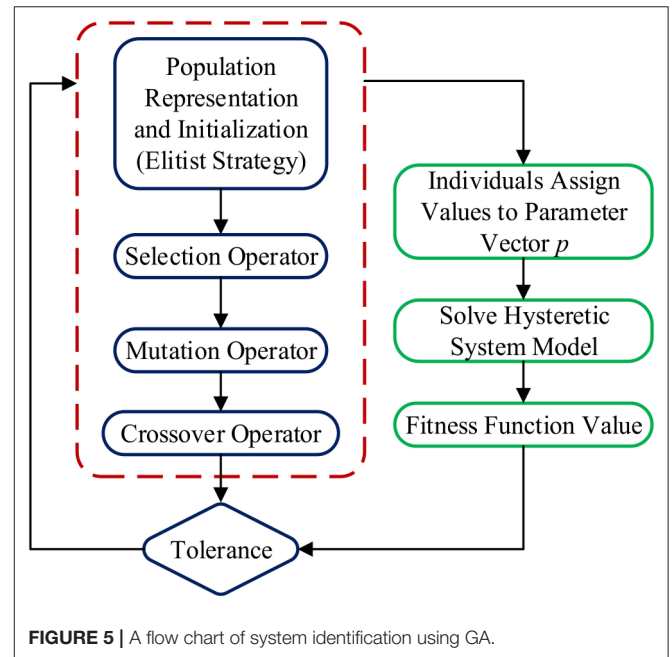 Population
Representation
and Initialization
(Elitist Strategy)
Selection Operator
Mutation Operator
Crossover Operator
Tolerance
Individuals Assign
Values to Parameter
Vector p
Solve Hysteretic
System Model
Fitness Function Value
FIGURE 5 | A flow chart of system identification using GA.